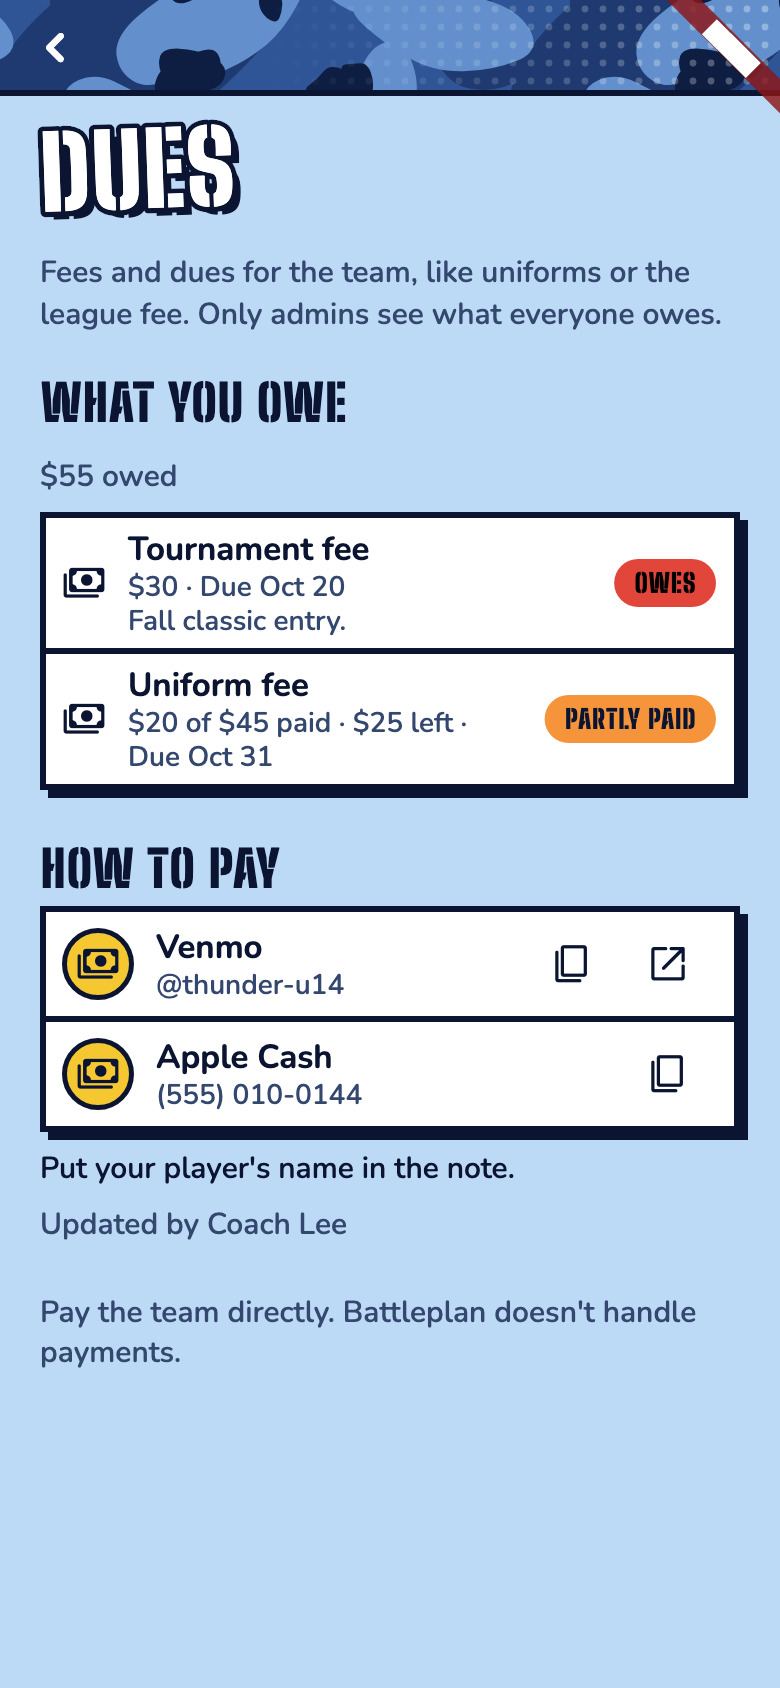 DUES
Fees and dues for the team, like uniforms or the
league fee. Only admins see what everyone owes.
WHAT YOU OWE
$55 owed
Tournament fee
$30 · Due Oct 20
Fall classic entry.
OWES
Uniform fee
$20 of $45 paid · $25 left ·
Due Oct 31
PARTLY PAID
HOW TO PAY
Venmo
@thunder-u14
Apple Cash
(555) 010-0144
Put your player's name in the note.
Updated by Coach Lee
Pay the team directly. Battleplan doesn't handle
payments.